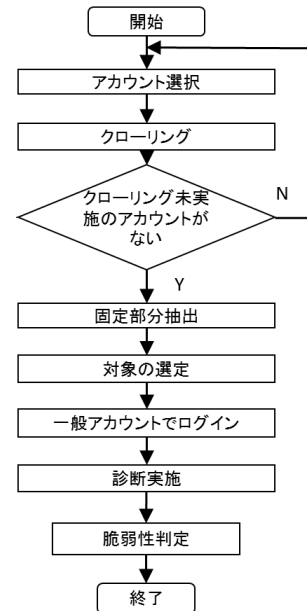 開始
アカウント選択
クローリング
クローリング未実
施のアカウントが
ない
N
Y
固定部分抽出
対象の選定
一般アカウントでログイン
診断実施
脆弱性判定
終了